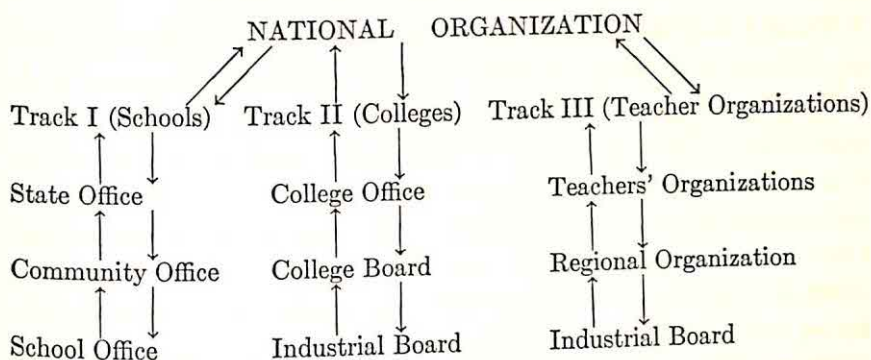 NATIONAL ORGANIZATION
Track I (Schools) Track II (Colleges) Track III (Teacher Organizations)
State Office College Office Teachers' Organizations
Community Office College Board Regional Organization
School Office Industrial Board Industrial Board